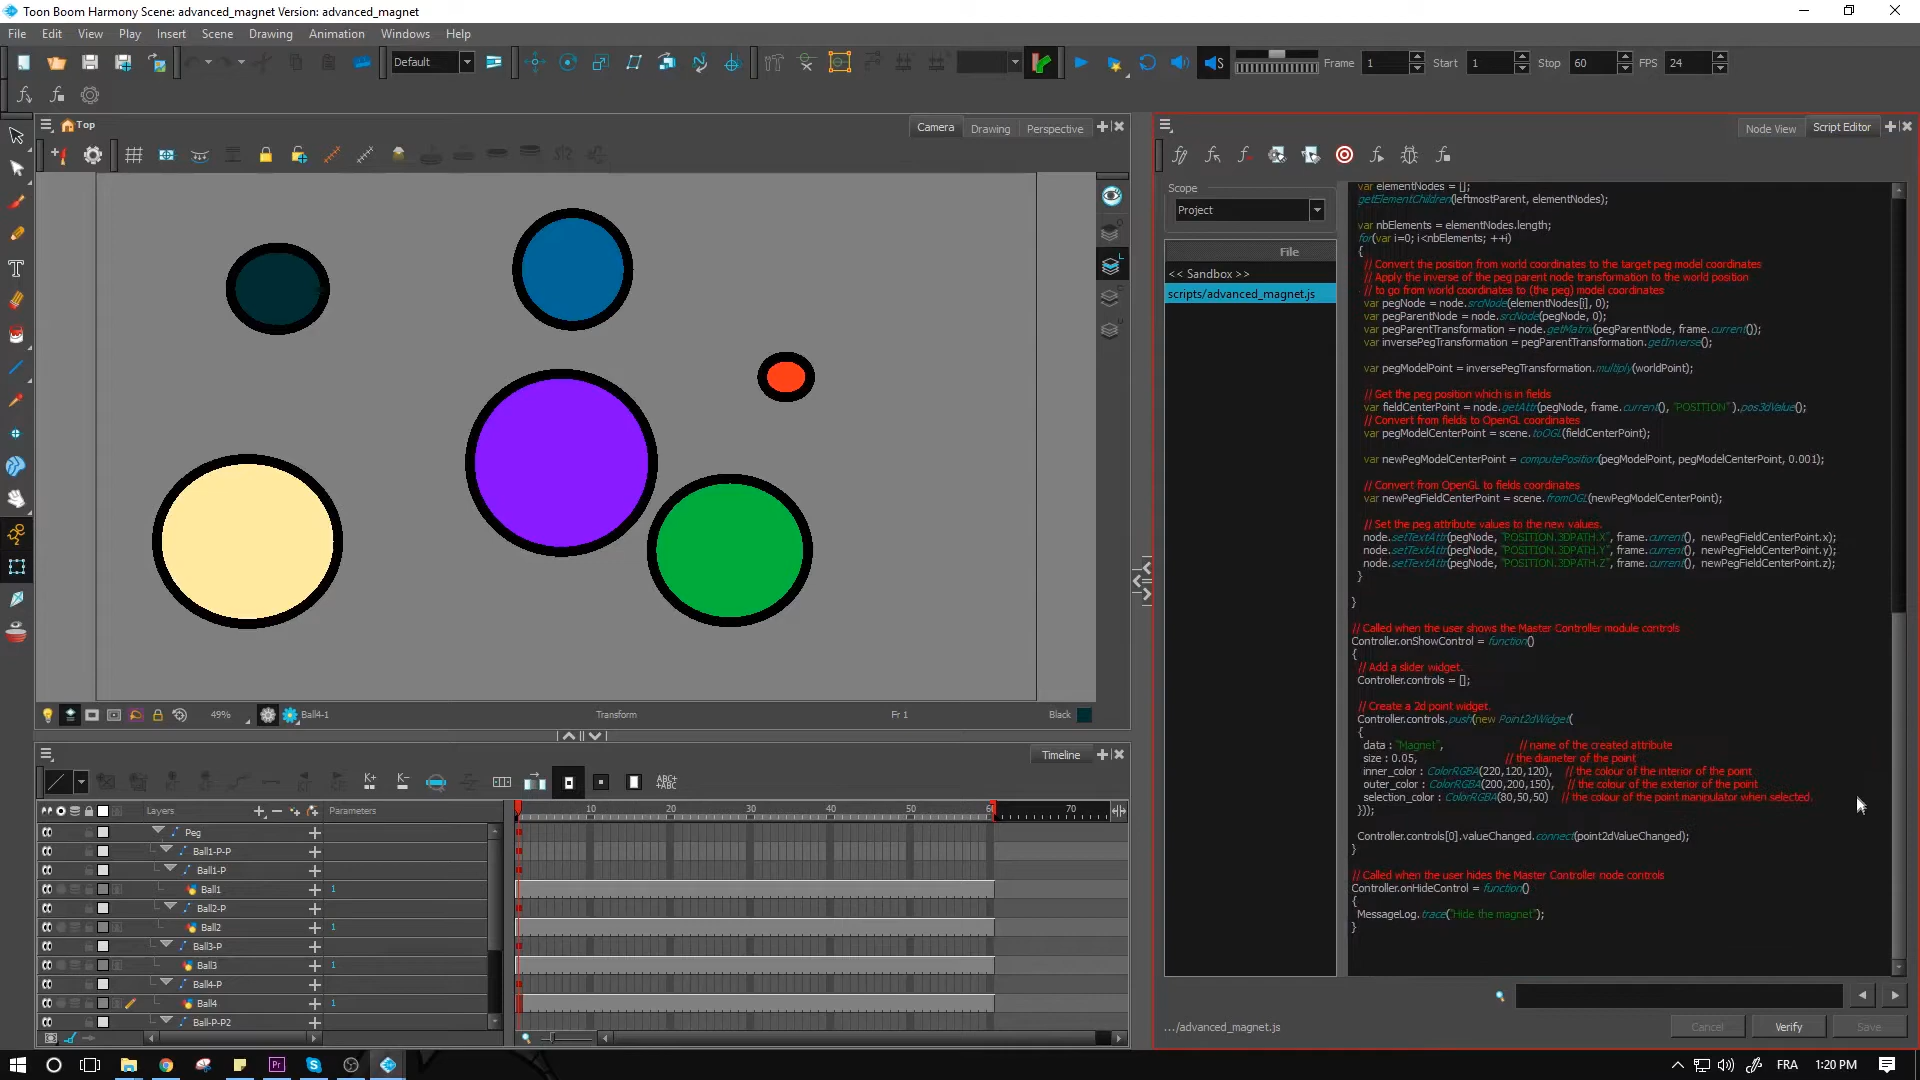 Toon Boom Harmony Scene: advanced_magnet Version: advanced_magnet
File Edit View Play Insert Scene Drawing Animation Windows Help
Default
Frame 1 Start 1 Stop 60 FPS 24
Top
Camera Drawing Perspective
Node View Script Editor
Scope
Project
File
<< Sandbox >>
scripts/advanced_magnet.js
var elementNodes = [];
getElementChildren(leftmostParent, elementNodes);
var nbElements = elementNodes.length;
for(var i=0; i<nbElements; ++i)
{
// Convert the position from world coordinates to the target peg model coordinates
// Apply the inverse of the peg parent node transformation to the world position
// to go from world coordinates to (the peg) model coordinates
var pegNode = node.srcNode(elementNodes[i], 0);
var pegParentNode = node.srcNode(pegNode, 0);
var pegParentTransformation = node.getMatrix(pegParentNode, frame.current());
var inversePegTransformation = pegParentTransformation.getInverse();
var pegModelPoint = inversePegTransformation.multiply(worldPoint);
// Get the peg position which is in fields
var fieldCenterPoint = node.getAttr(pegNode, frame.current(), "POSITION" ).pos3dValue();
// Convert from fields to OpenGL coordinates
var pegModelCenterPoint = scene.toOGL(fieldCenterPoint);
var newPegModelCenterPoint = computePosition(pegModelPoint, pegModelCenterPoint, 0.001);
// Convert from OpenGL to fields coordinates
var newPegFieldCenterPoint = scene.fromOGL(newPegModelCenterPoint);
// Set the peg attribute values to the new values.
node.setTextAttr(pegNode, "POSITION.3DPATH.X", frame.current(), newPegFieldCenterPoint.x);
node.setTextAttr(pegNode, "POSITION.3DPATH.Y", frame.current(), newPegFieldCenterPoint.y);
node.setTextAttr(pegNode, "POSITION.3DPATH.Z", frame.current(), newPegFieldCenterPoint.z);
}
}
// Called when the user shows the Master Controller module controls
Controller.onShowControl = function()
{
// Add a slider widget.
Controller.controls = [];
// Create a 2d point widget.
Controller.controls.push(new Point2dWidget(
{
data : "Magnet", // name of the created attribute
size : 0.05, // the diameter of the point
inner_color : ColorRGBA(220,120,120), // the colour of the interior of the point
outer_color : ColorRGBA(200,200,150), // the colour of the exterior of the point
selection_color : ColorRGBA(80,50,50) // the colour of the point manipulator when selected.
}));
Controller.controls[0].valueChanged.connect(point2dValueChanged);
}
// Called when the user hides the Master Controller node controls
Controller.onHideControl = function()
{
MessageLog.trace("Hide the magnet");
}
.../advanced_magnet.js
Cancel Verify Save
49% Ball4-1 Transform Fr 1 Black
Timeline
K+ K- ABC+ +ABC
Layers Parameters 10 20 30 40 50 60 70
Peg
Ball1-P-P
Ball1-P
Ball1 1
Ball2-P
Ball2 1
Ball3-P
Ball3 1
Ball4-P
Ball4 1
Ball-P-P2
Pr
FRA 1:20 PM